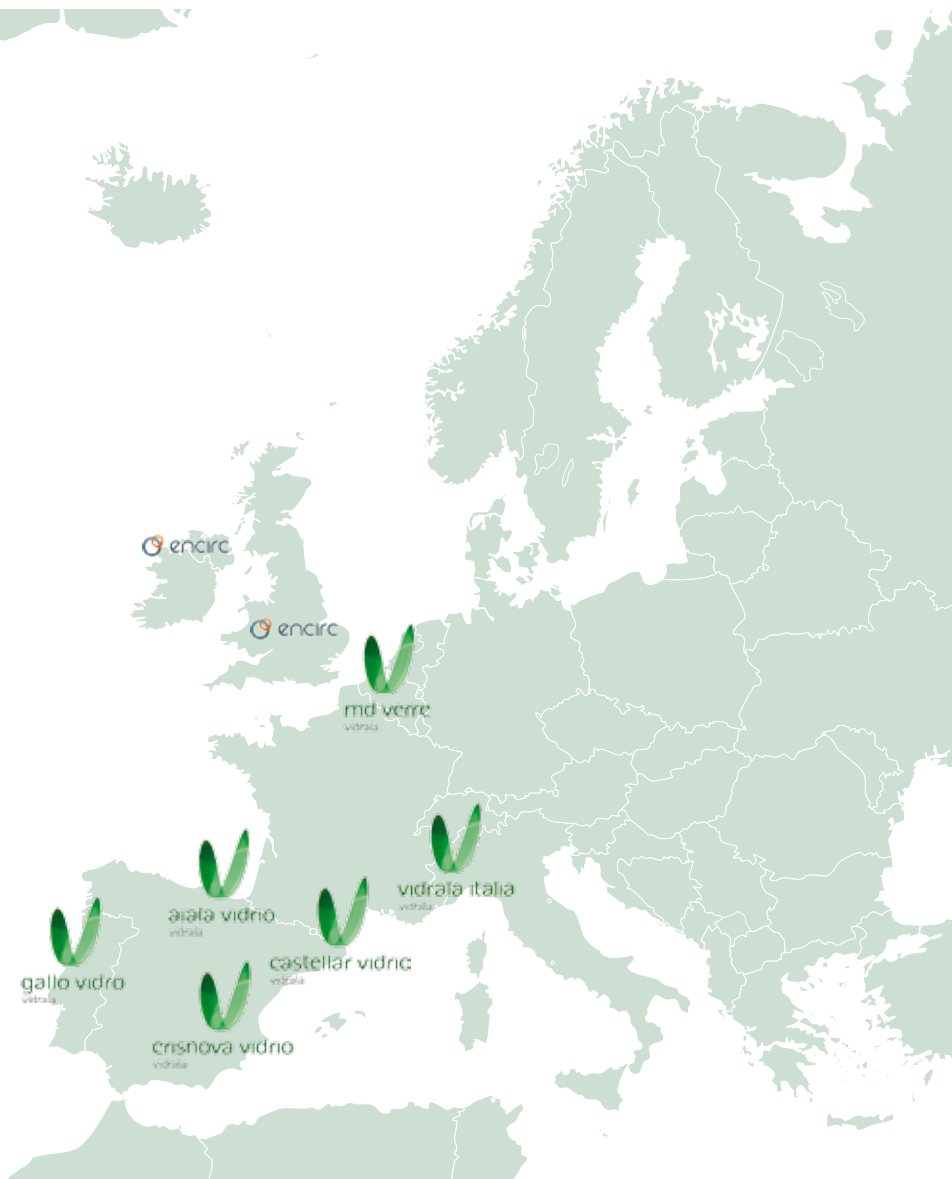 encirc
encirc
md verre
vidrala
vidrala italia
vidrala
aiala vidrio
vidrala
castellar vidrio
vidrala
gallo vidro
vidrala
crisnova vidrio
vidrala